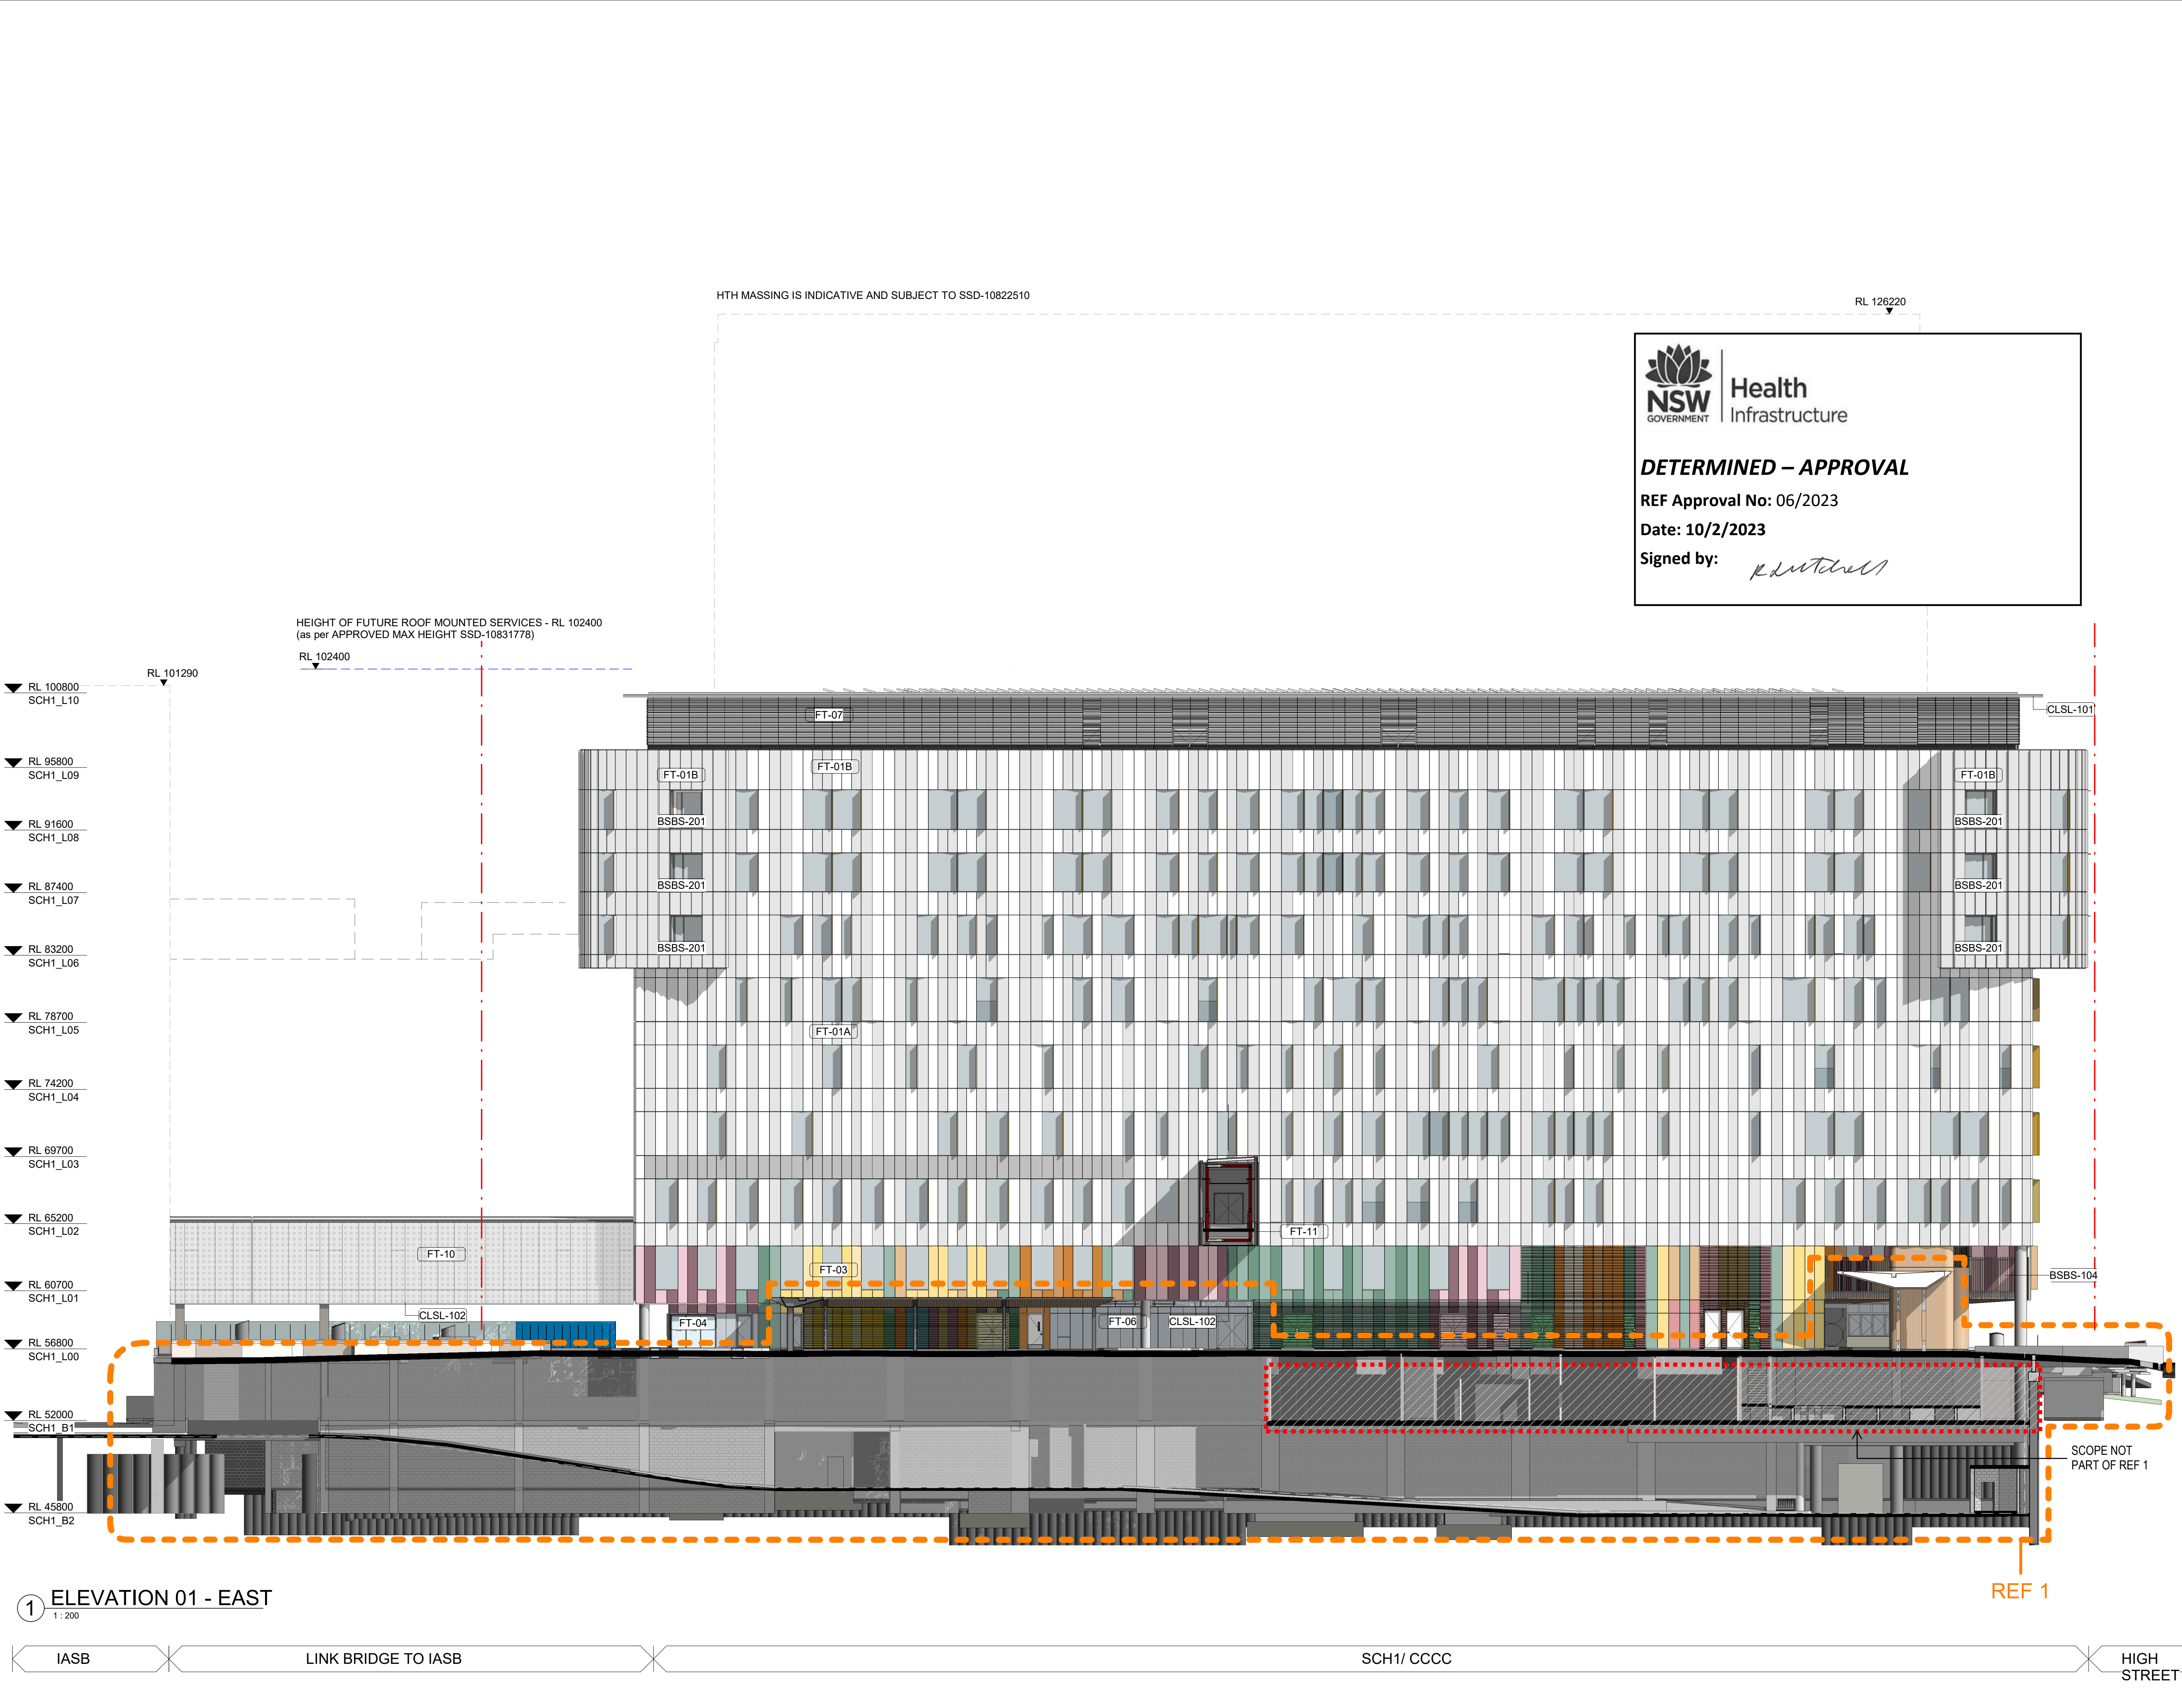 HTH MASSING IS INDICATIVE AND SUBJECT TO SSD-10822510
RL 126220
NSW
GOVERNMENT
Health
Infrastructure
DETERMINED – APPROVAL
REF Approval No: 06/2023
Date: 10/2/2023
Signed by:
HEIGHT OF FUTURE ROOF MOUNTED SERVICES - RL 102400
(as per APPROVED MAX HEIGHT SSD-10831778)
RL 102400
RL 101290
RL 100800
SCH1_L10
FT-07
CLSL-101
RL 95800
SCH1_L09
FT-01B
FT-01B
FT-01B
BSBS-201
BSBS-201
RL 91600
SCH1_L08
BSBS-201
BSBS-201
RL 87400
SCH1_L07
BSBS-201
BSBS-201
RL 83200
SCH1_L06
RL 78700
SCH1_L05
FT-01A
RL 74200
SCH1_L04
RL 69700
SCH1_L03
RL 65200
SCH1_L02
FT-11
FT-10
FT-03
BSBS-104
RL 60700
SCH1_L01
CLSL-102
FT-04
FT-06
CLSL-102
RL 56800
SCH1_L00
RL 52000
SCH1_B1
SCOPE NOT
PART OF REF 1
RL 45800
SCH1_B2
REF 1
1
ELEVATION 01 - EAST
1 : 200
IASB
LINK BRIDGE TO IASB
SCH1/ CCCC
HIGH
STREET